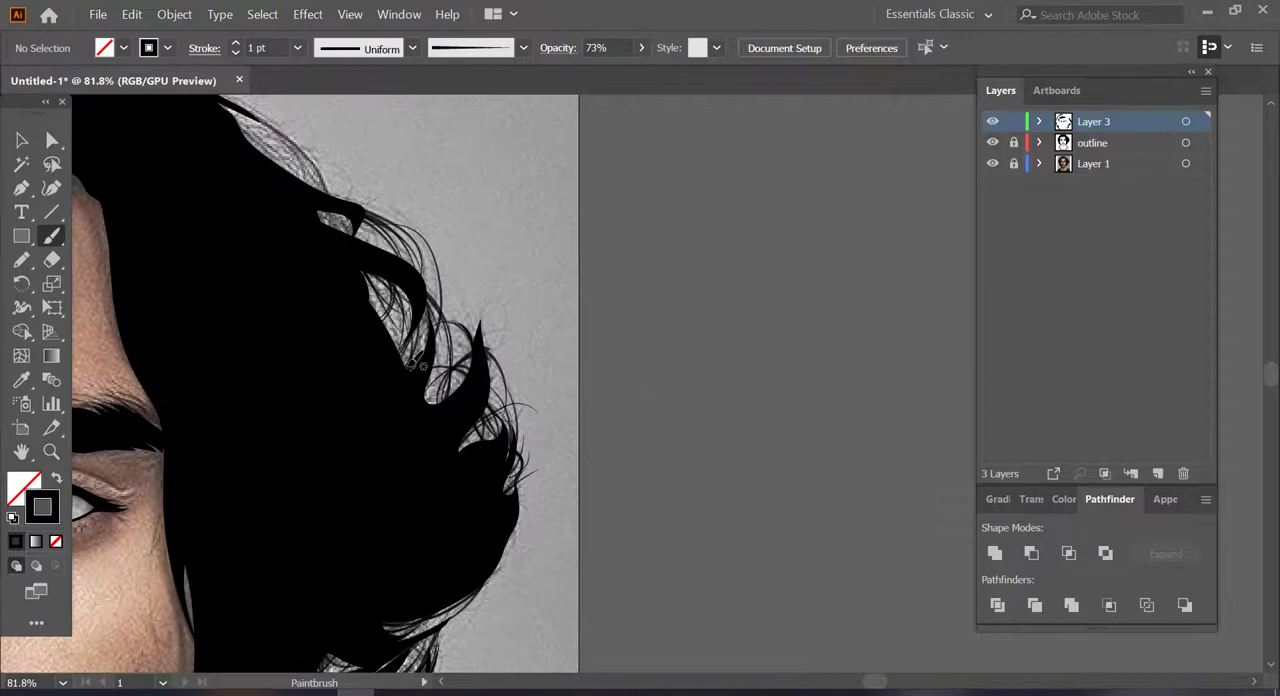 Ai File Edit Object Type Select Effect View Window Help Essentials Classic Search Adobe Stock
No Selection Stroke: 1 pt Uniform Opacity: 73% Style: Document Setup Preferences
Untitled-1* @ 81.8% (RGB/GPU Preview)
Layers Artboards
Layer 3
outline
Layer 1
T
3 Layers
Gradi Trans Color Pathfinder Appe
Shape Modes:
Expand
Pathfinders:
81.8% 1 Paintbrush